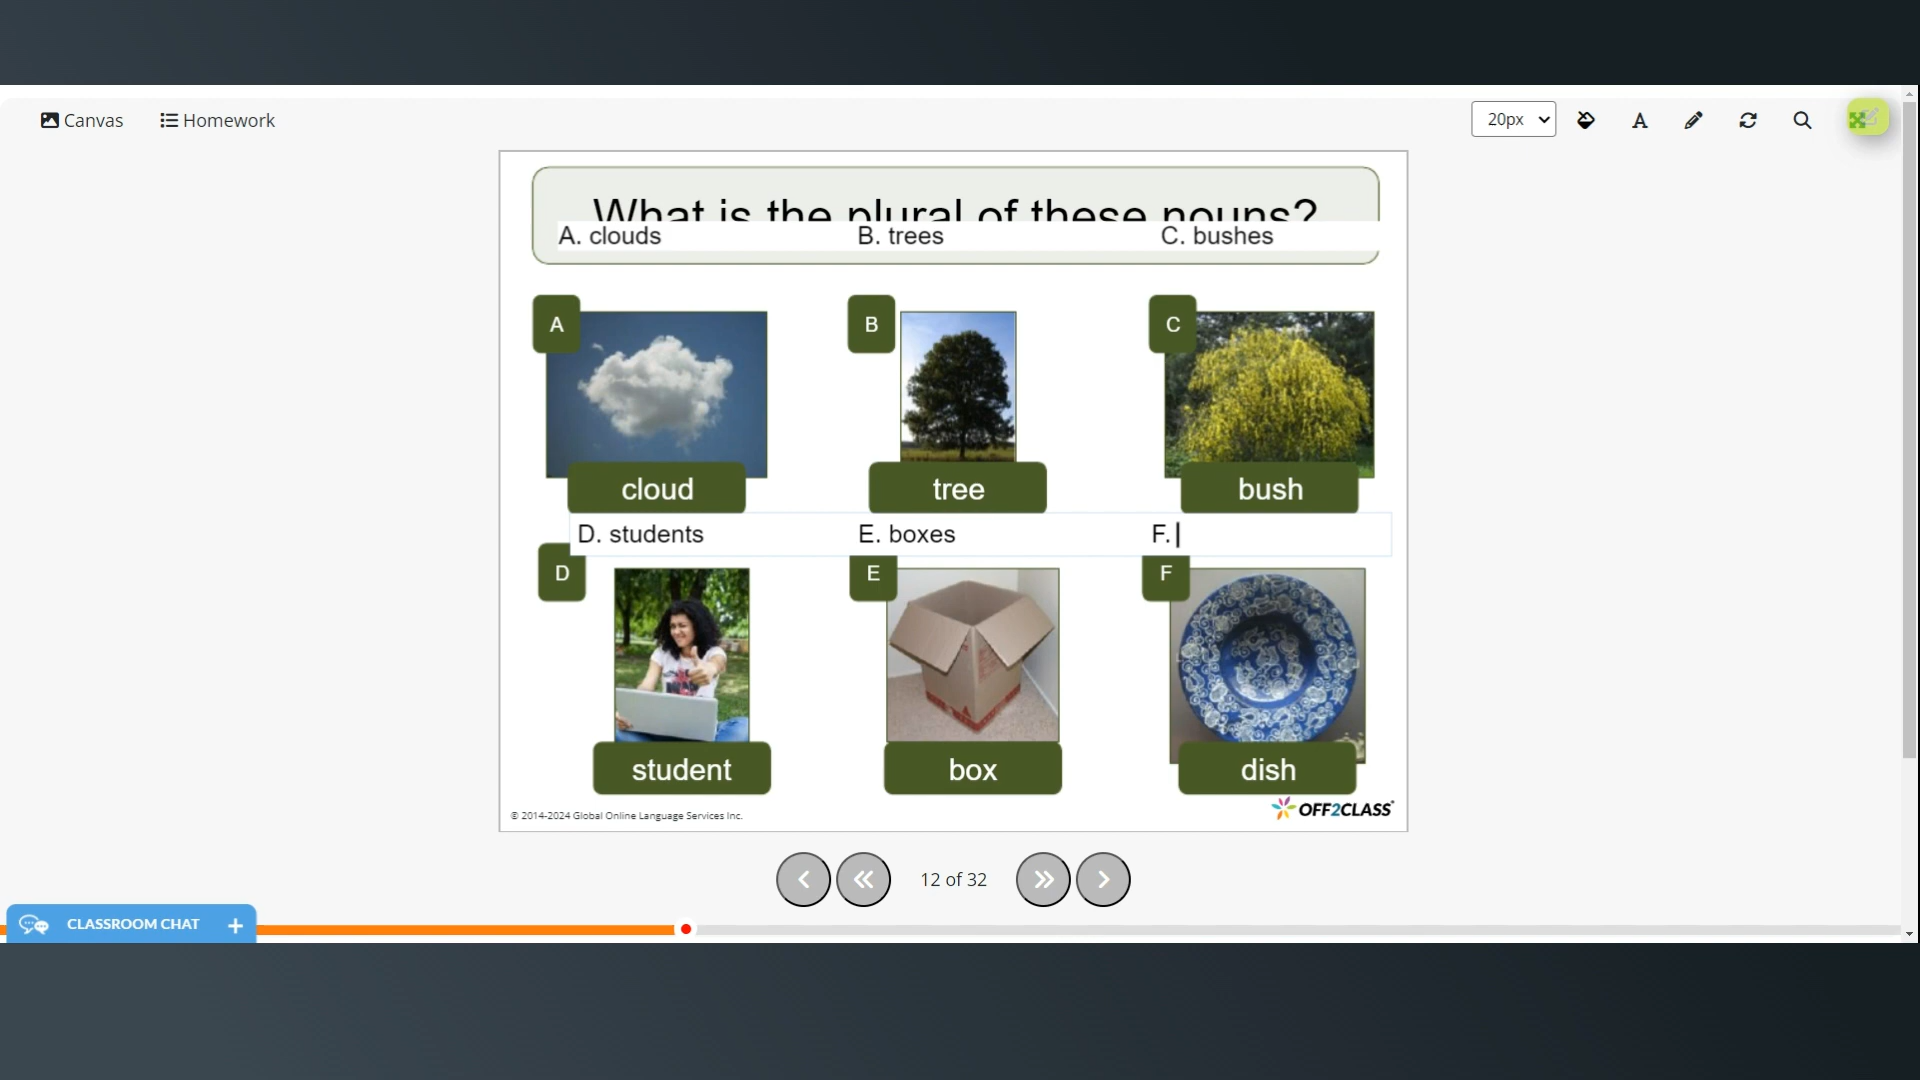 Canvas
Homework
20px
What is the plural of these nouns?
A. clouds B. trees C. bushes
A
B
C
cloud
tree
bush
D. students E. boxes F.
D
E
F
student
box
dish
© 2014-2024 Global Online Language Services Inc.
OFF2CLASS
12 of 32
CLASSROOM CHAT +